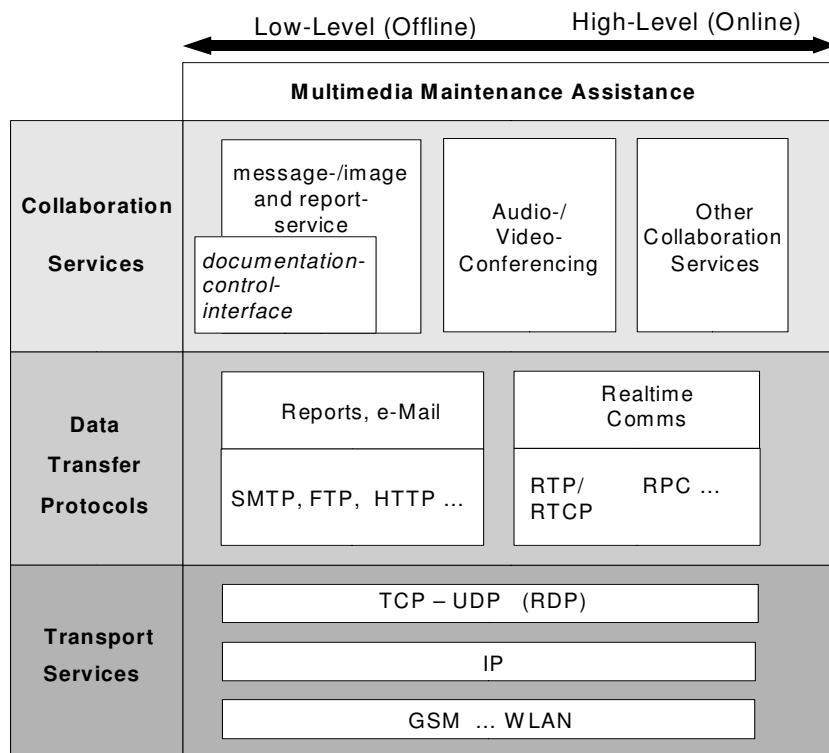 Low-Level (Offline)
High-Level (Online)
Multimedia Maintenance Assistance
Collaboration
Services
message-/image
and report-
service
documentation-
control-
interface
Audio-/
Video-
Conferencing
Other
Collaboration
Services
Data
Transfer
Protocols
Reports, e-Mail
SMTP, FTP, HTTP ...
Realtime
Comms
RTP/ RPC ...
RTCP
Transport
Services
TCP – UDP (RDP)
IP
GSM ... WLAN